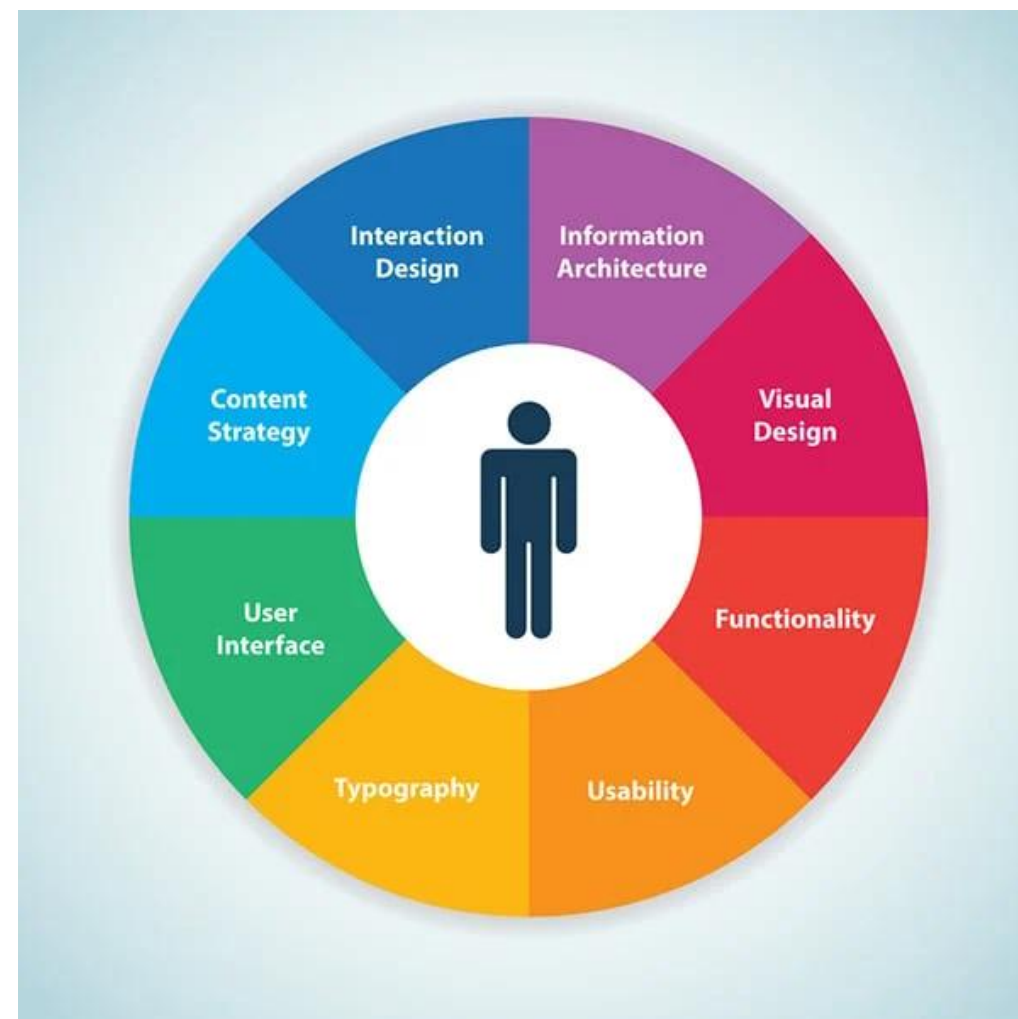 Interaction
Design
Information
Architecture
Visual
Design
Functionality
Usability
Typography
User
Interface
Content
Strategy